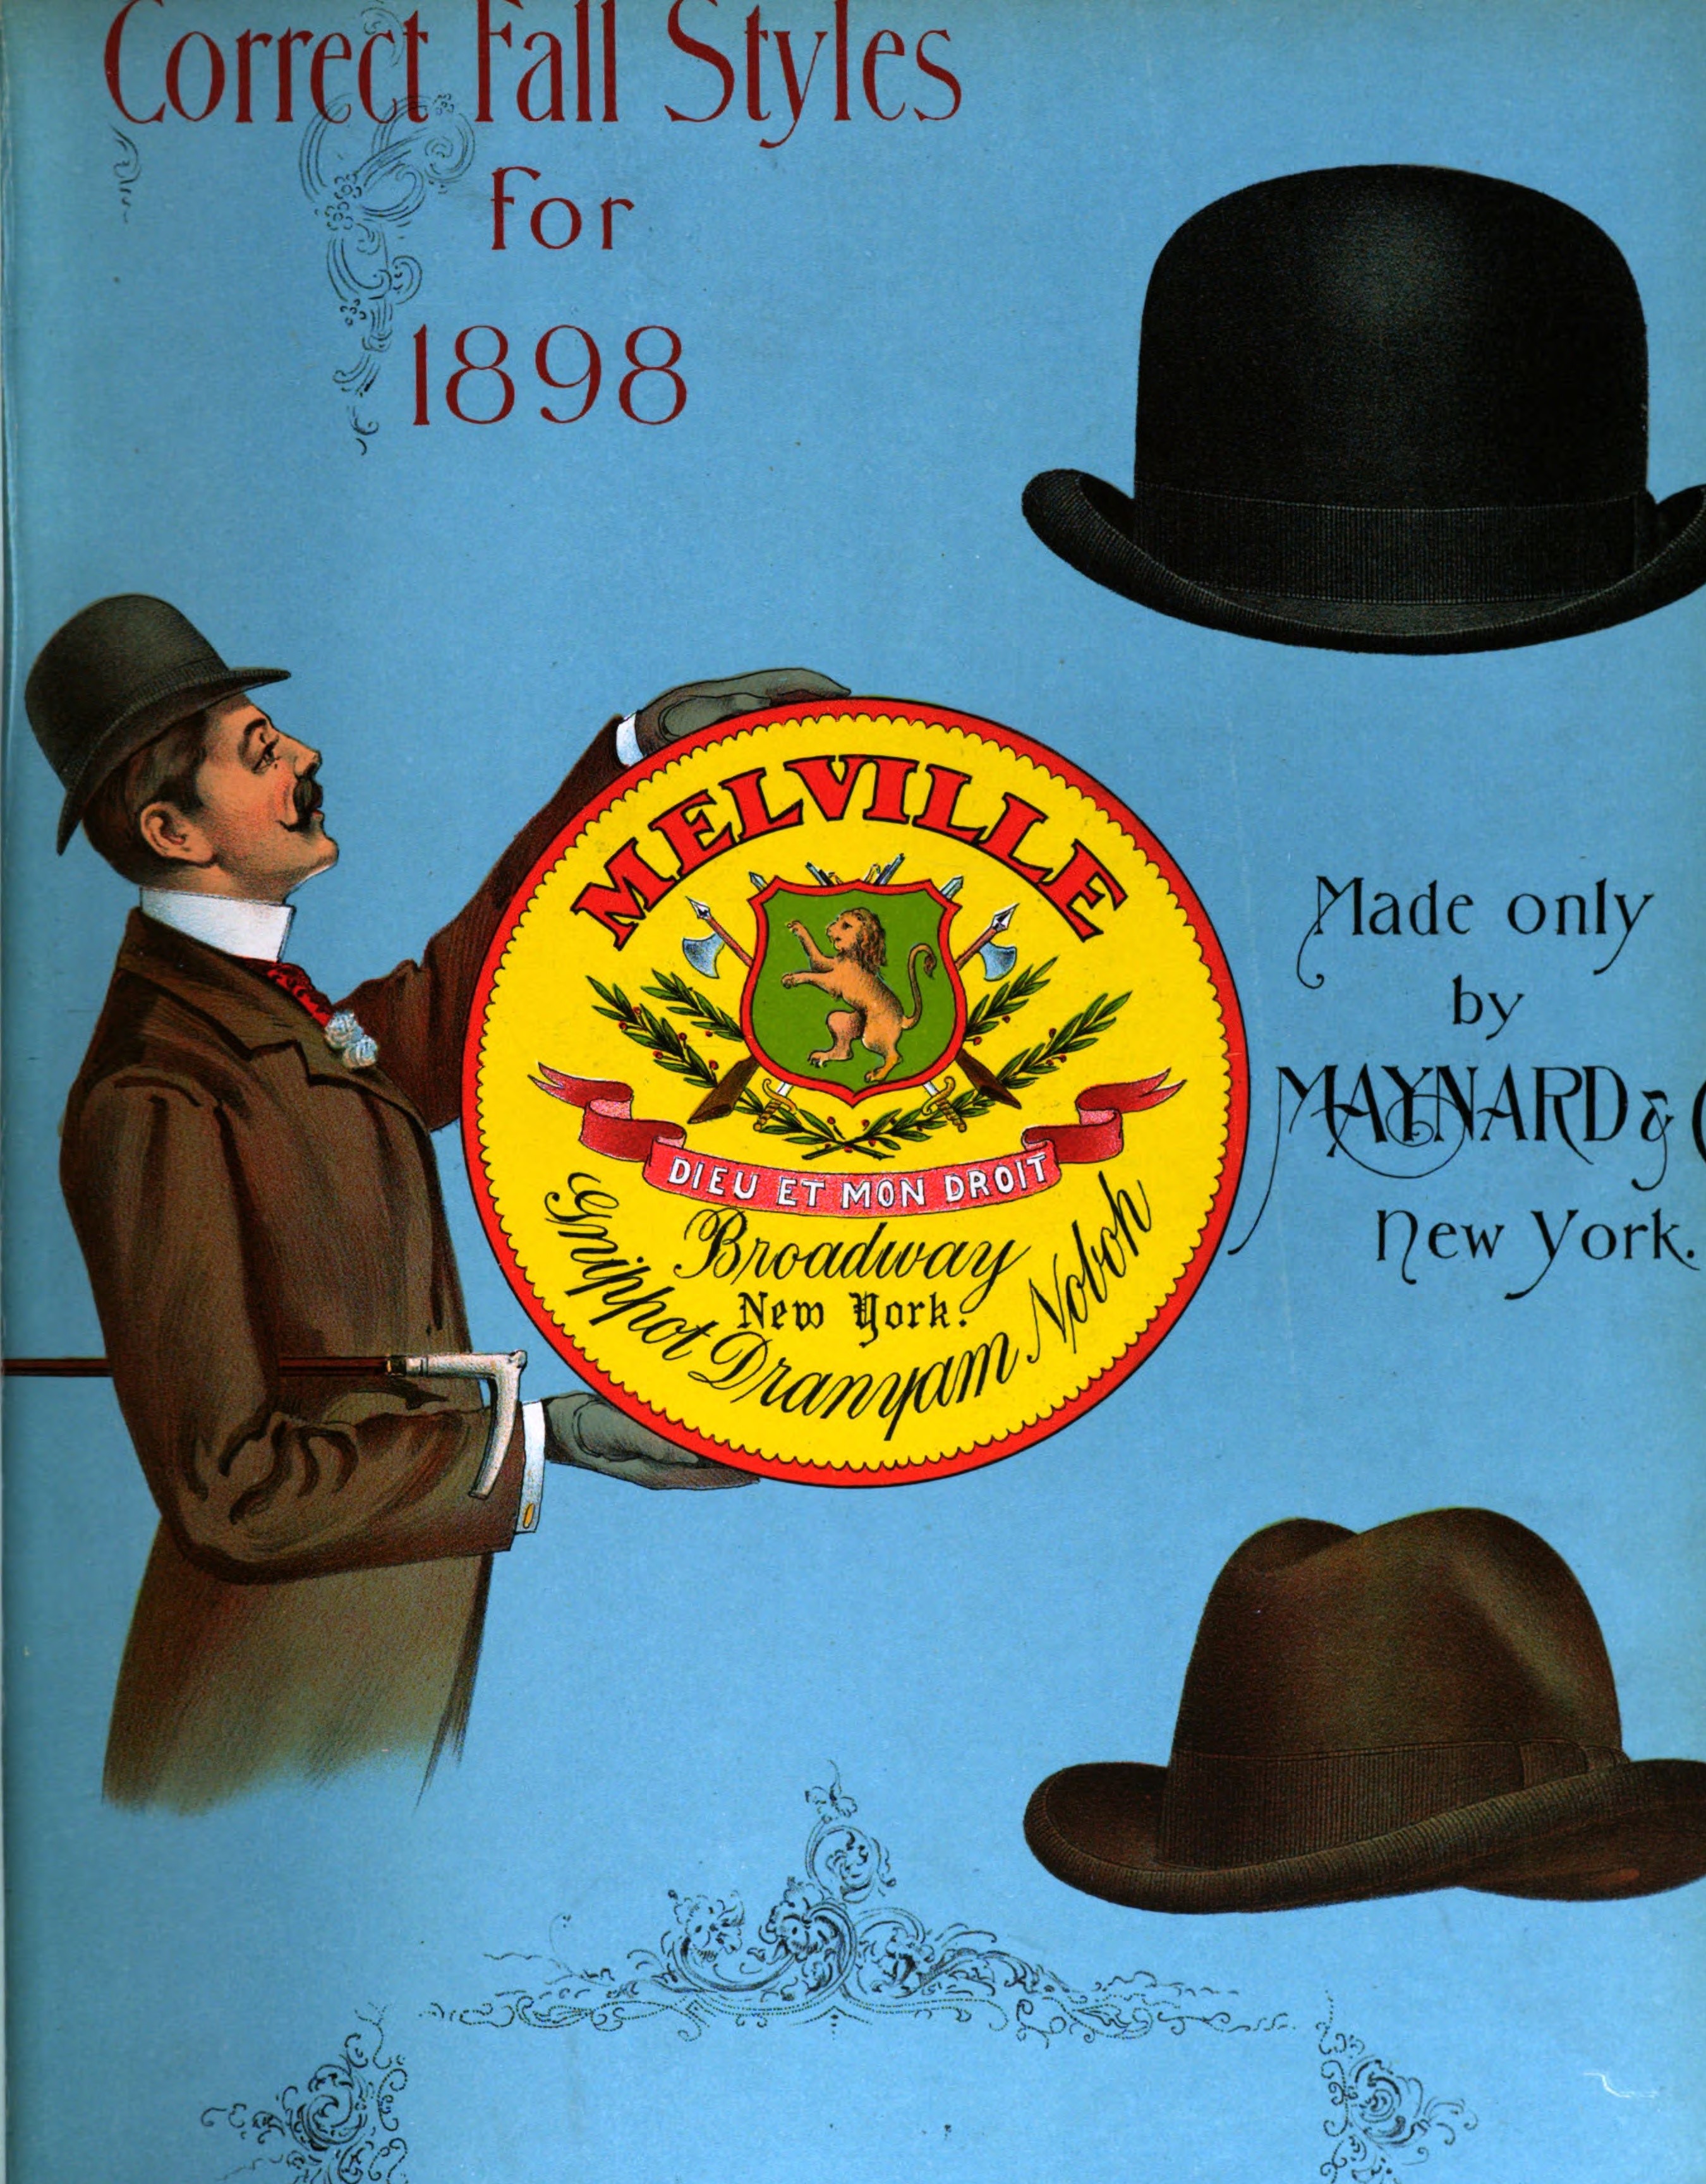 Correct Fall Styles
for
1898
MELVILLE
DIEU ET MON DROIT
Broadway
New York.
Gnippot Dranyam Noboh
Made only
by
MAYNARD &
New York.